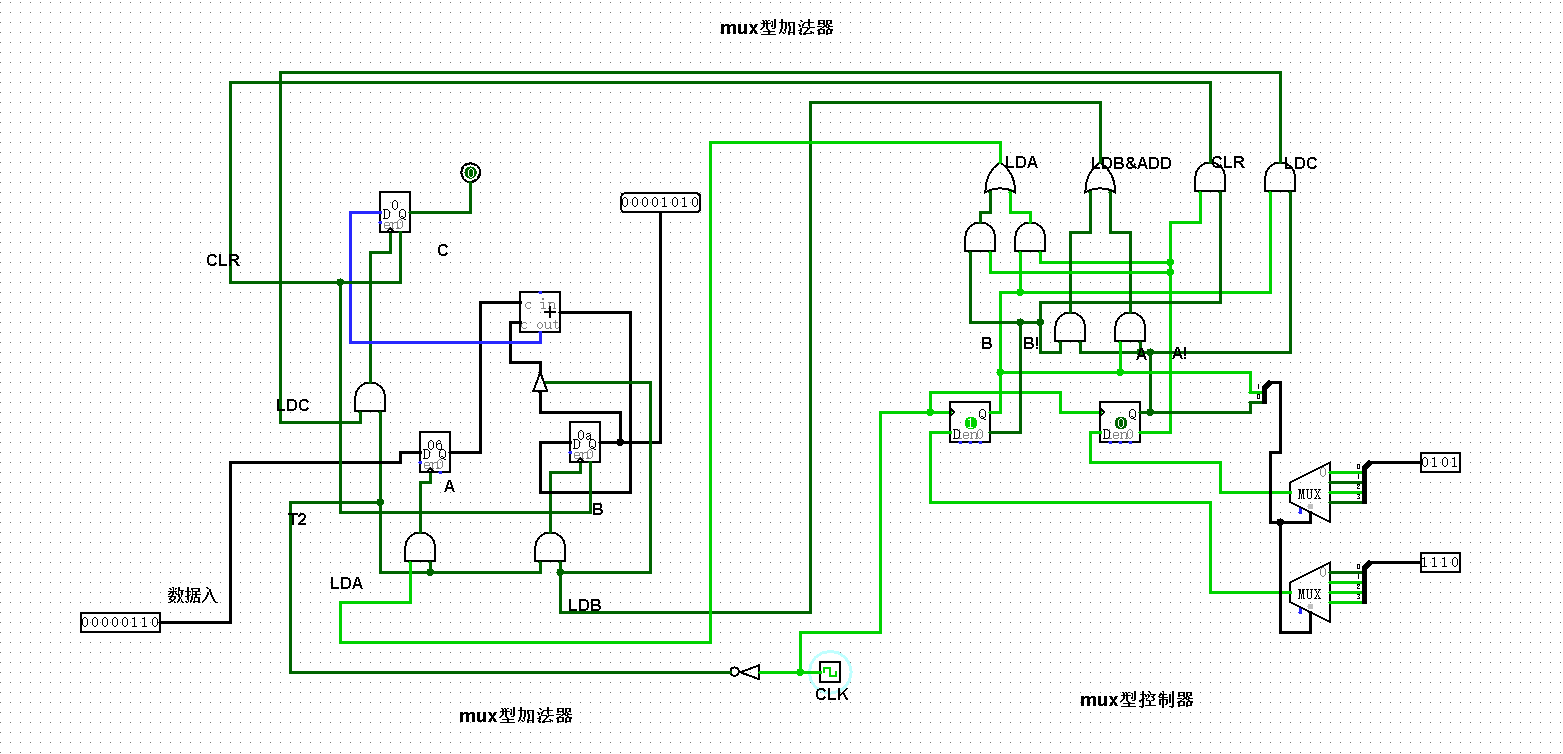 mux型加法器
LDA
LDB&ADD
CLR
LDC
0
00001010
0
D Q
en0
C
CLR
c in
+
c out
B
B!
A
A!
LDC
1
0
06
D Q
en0
A
0a
D Q
en0
B
1
Q
D en0
0
Q
D en0
0
MUX
0
1
2
3
0101
T2
LDA
数据入
LDB
00000110
0
MUX
0
1
2
3
1110
CLK
mux型加法器
mux型控制器